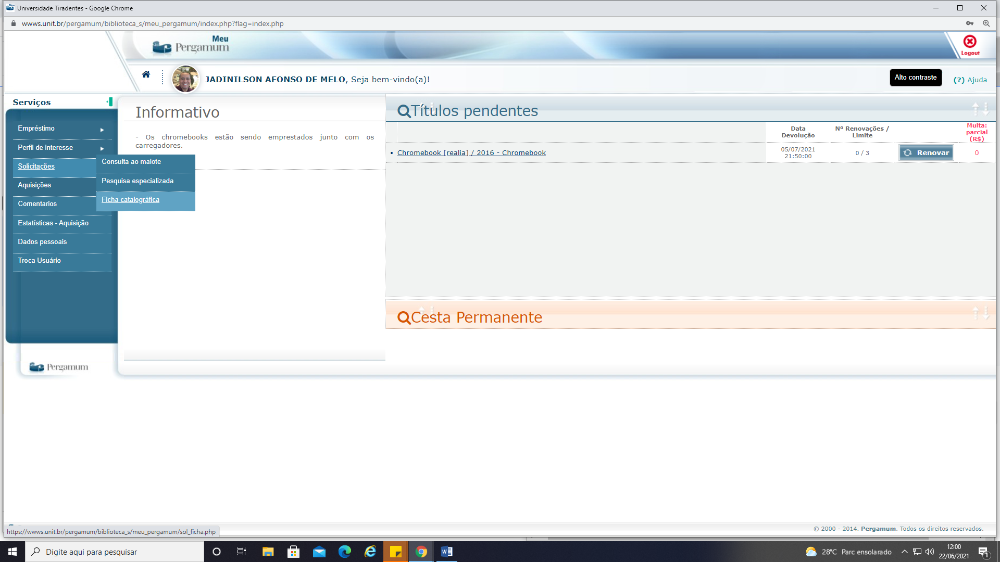 Universidade Tiradentes - Google Chrome
wwws.unit.br/pergamum/biblioteca_s/meu_pergamum/index.php?flag=index.php
Meu
Pergamum
Logout
JADINILSON AFONSO DE MELO, Seja bem-vindo(a)!
Alto contraste
(?) Ajuda
Serviços
Empréstimo
Perfil de interesse
Solicitações
Aquisições
Comentarios
Estatísticas - Aquisição
Dados pessoais
Troca Usuário
Consulta ao malote
Pesquisa especializada
Ficha catalográfica
Pergamum
Informativo
- Os chromebooks estão sendo emprestados junto com os
carregadores.
Títulos pendentes
Data
Devolução
Nº Renovações /
Limite
Multa:
parcial
(R$)
• Chromebook [realia] / 2016 - Chromebook
05/07/2021
21:50:00
0 / 3
Renovar
0
Cesta Permanente
© 2000 - 2014. Pergamum. Todos os direitos reservados.
https://wwws.unit.br/pergamum/biblioteca_s/meu_pergamum/sol_ficha.php
Digite aqui para pesquisar
28°C Parc ensolarado
12:00
22/06/2021
1